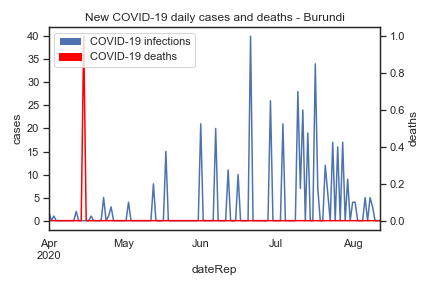 New COVID-19 daily cases and deaths - Burundi
COVID-19 infections
COVID-19 deaths
40
35
30
25
20
15
10
5
0
cases
1.0
0.8
0.6
0.4
0.2
0.0
deaths
Apr
2020
May
Jun
Jul
Aug
dateRep